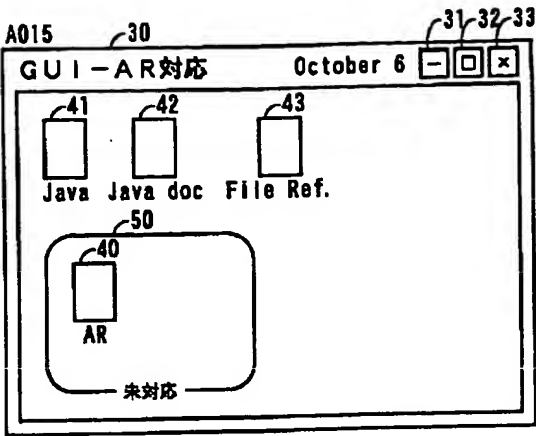 A015 30 31 32 33
GUI-AR対応 October 6 - □ ×
41 42 43
Java Java doc File Ref.
50
40
AR
未対応